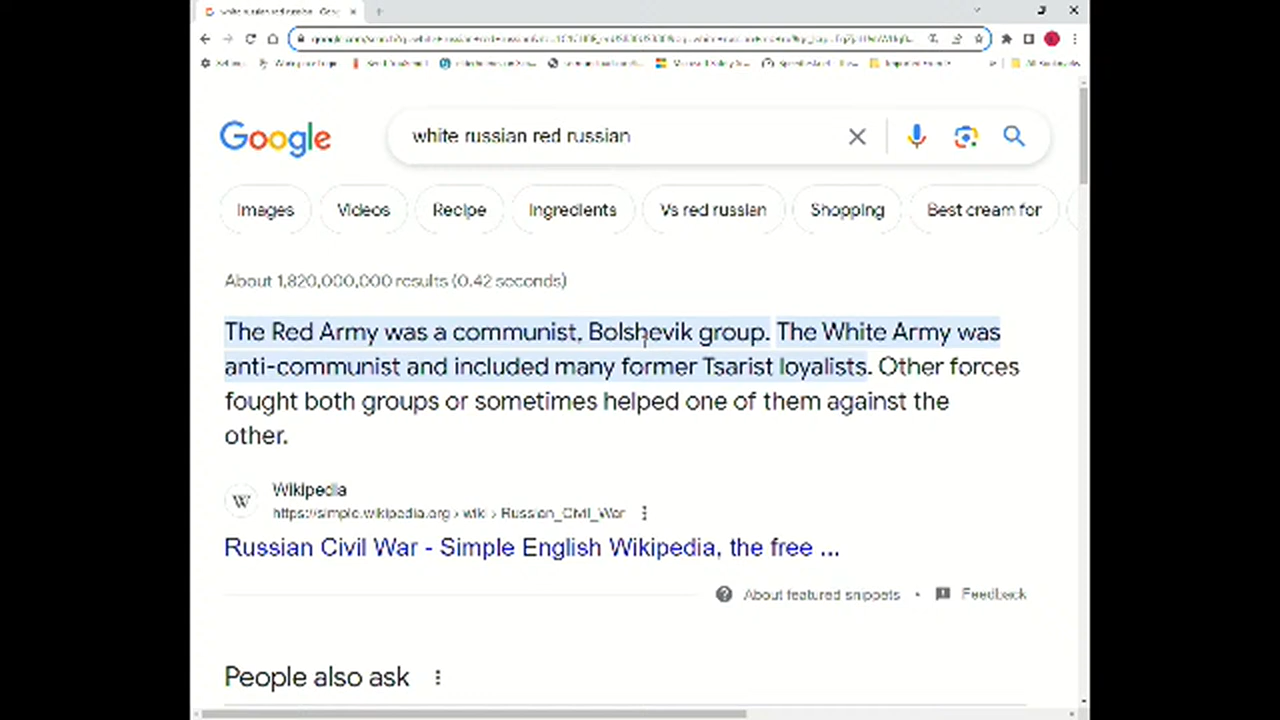 white russian red russian
Google
white russian red russian
Images Videos Recipe Ingredients Vs red russian Shopping Best cream for
About 1,820,000,000 results (0.42 seconds)
The Red Army was a communist, Bolshevik group. The White Army was
anti-communist and included many former Tsarist loyalists. Other forces
fought both groups or sometimes helped one of them against the
other.
W Wikipedia
https://simple.wikipedia.org › wiki › Russian_Civil_War
Russian Civil War - Simple English Wikipedia, the free ...
About featured snippets • Feedback
People also ask